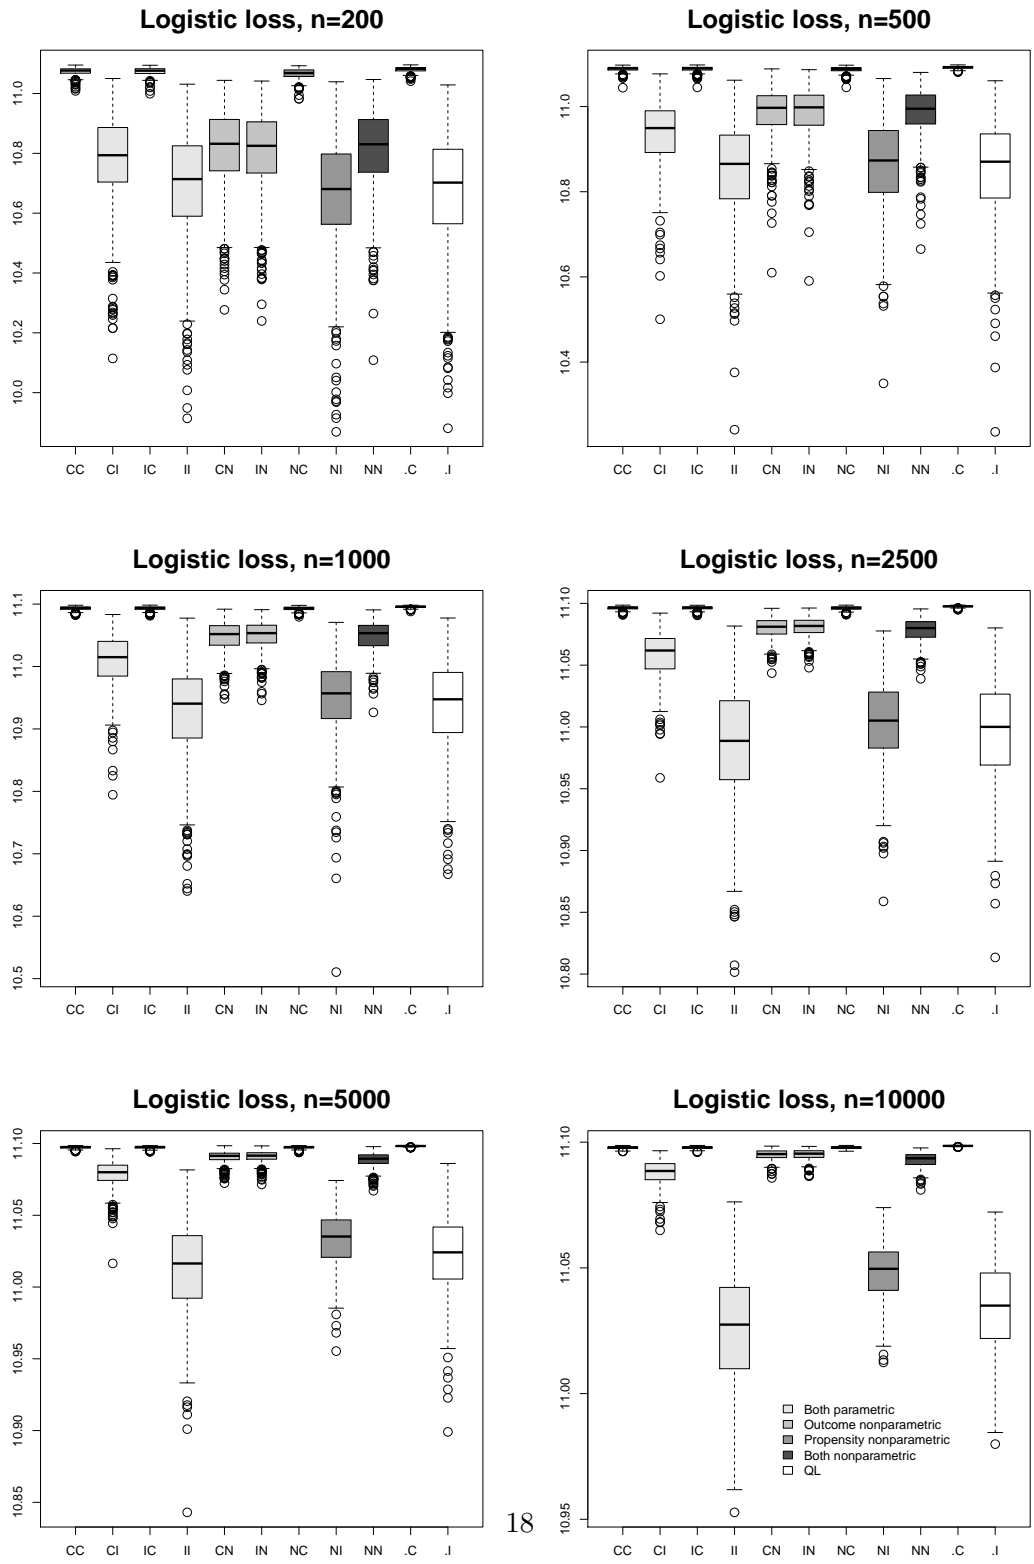 Logistic loss, n=200
11.0
10.8
10.6
10.4
10.2
10.0
CC CI IC II CN IN NC NI NN .C .I
Logistic loss, n=500
11.0
10.8
10.6
10.4
CC CI IC II CN IN NC NI NN .C .I
Logistic loss, n=1000
11.1
11.0
10.9
10.8
10.7
10.6
10.5
CC CI IC II CN IN NC NI NN .C .I
Logistic loss, n=2500
11.10
11.05
11.00
10.95
10.90
10.85
10.80
CC CI IC II CN IN NC NI NN .C .I
Logistic loss, n=5000
11.10
11.05
11.00
10.95
10.90
10.85
CC CI IC II CN IN NC NI NN .C .I
Logistic loss, n=10000
11.10
11.05
11.00
10.95
Both parametric
Outcome nonparametric
Propensity nonparametric
Both nonparametric
QL
CC CI IC II CN IN NC NI NN .C .I
18